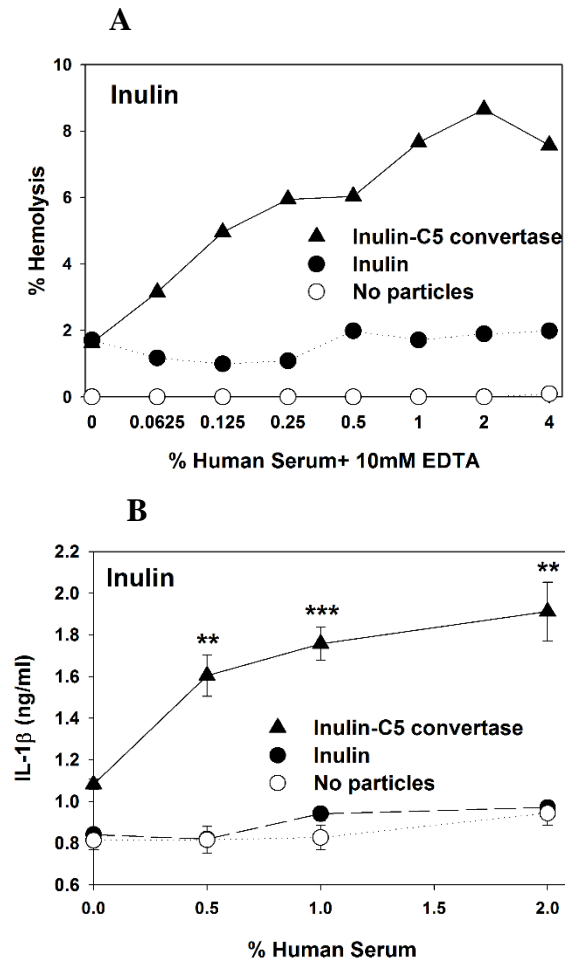 A
Inulin
10
8
6
4
2
0
% Hemolysis
Inulin-C5 convertase
Inulin
No particles
0 0.0625 0.125 0.25 0.5 1 2 4
% Human Serum+ 10mM EDTA
B
Inulin
2.2
2.0
1.8
1.6
1.4
1.2
1.0
0.8
0.6
IL-1β (ng/ml)
**
***
**
Inulin-C5 convertase
Inulin
No particles
0.0 0.5 1.0 1.5 2.0
% Human Serum